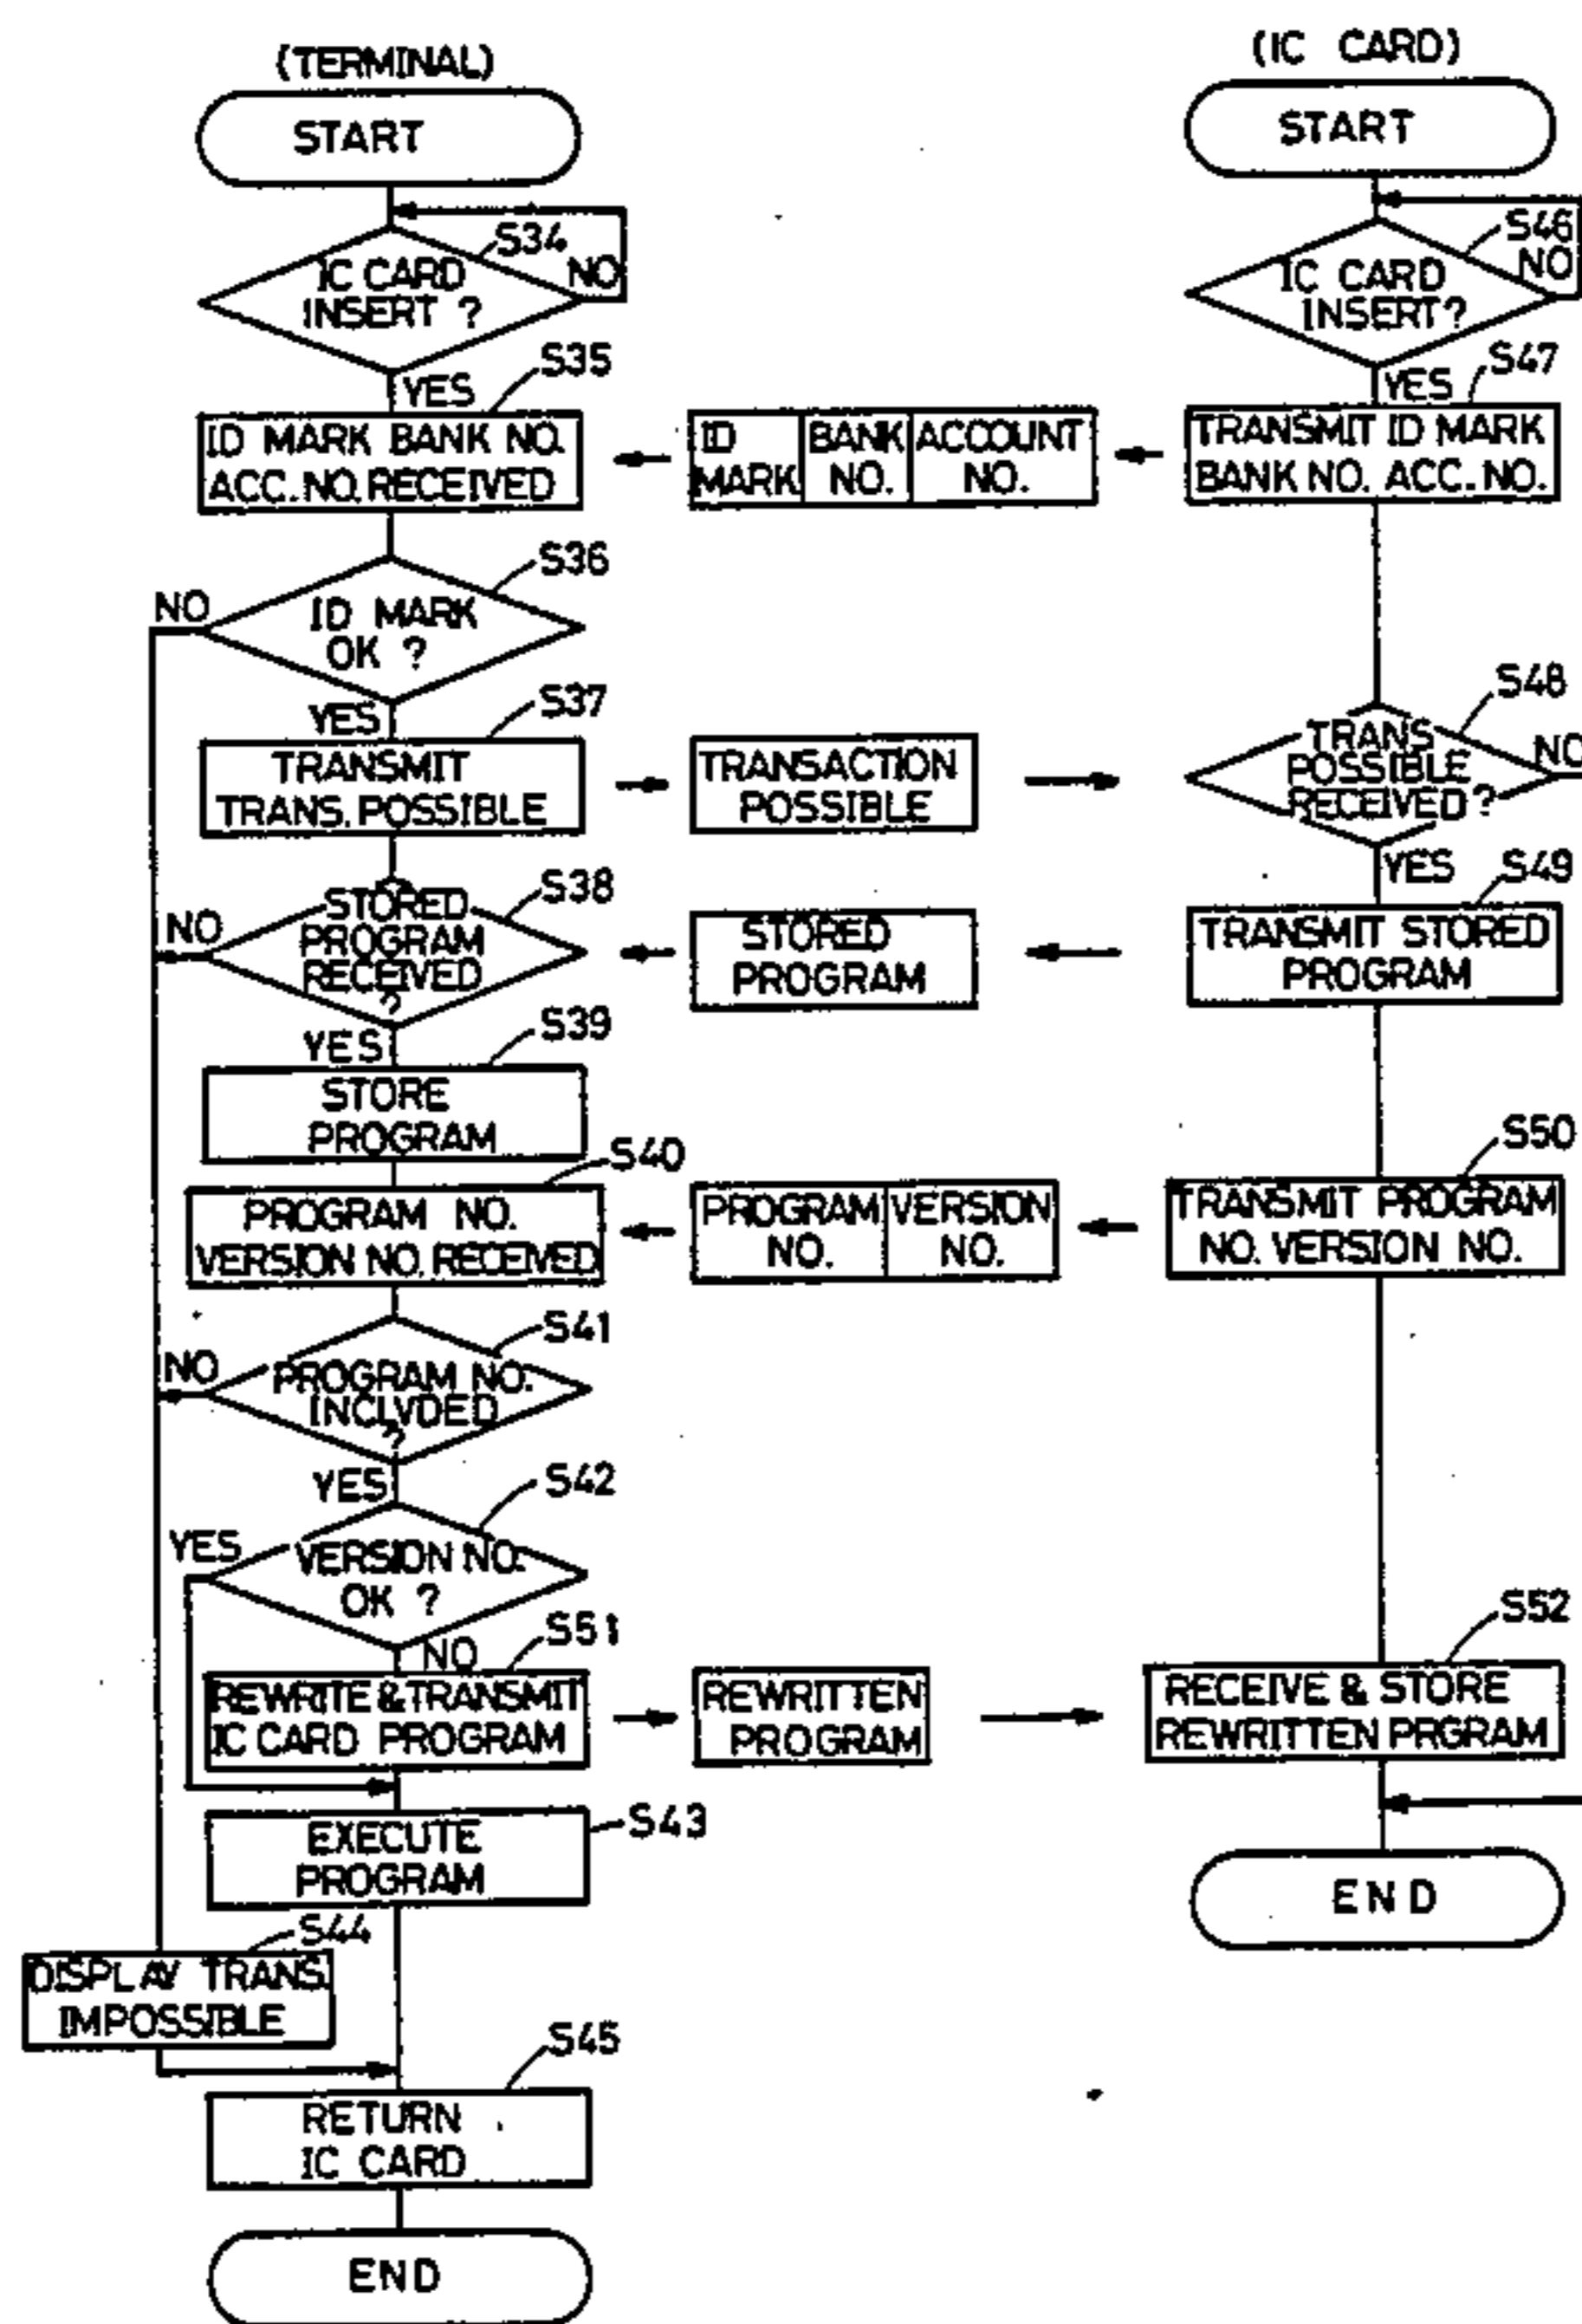 (TERMINAL)
START
S34
IC CARD
INSERT ?
NO
YES
S35
ID MARK BANK NO.
ACC. NO. RECEIVED
S36
NO
ID MARK
OK ?
YES
S37
TRANSMIT
TRANS. POSSIBLE
S38
NO
STORED
PROGRAM
RECEIVED
?
YES
S39
STORE
PROGRAM
S40
PROGRAM NO.
VERSION NO. RECEIVED
S41
NO
PROGRAM NO.
INCLVDED
?
YES
S42
YES
VERSION NO.
OK ?
NO
S51
REWRITE & TRANSMIT
IC CARD PROGRAM
S43
EXECUTE
PROGRAM
S44
DISPLAY TRANS.
IMPOSSIBLE
S45
RETURN
IC CARD
END
ID
MARK
BANK
NO.
ACCOUNT
NO.
TRANSACTION
POSSIBLE
STORED
PROGRAM
PROGRAM
NO.
VERSION
NO.
REWRITTEN
PROGRAM
(IC CARD)
START
S46
IC CARD
INSERT?
NO
YES
S47
TRANSMIT ID MARK
BANK NO. ACC. NO.
S48
TRANS
POSSIBLE
RECEIVED?
NO
YES
S49
TRANSMIT STORED
PROGRAM
S50
TRANSMIT PROGRAM
NO. VERSION NO.
S52
RECEIVE & STORE
REWRITTEN PRGRAM
END